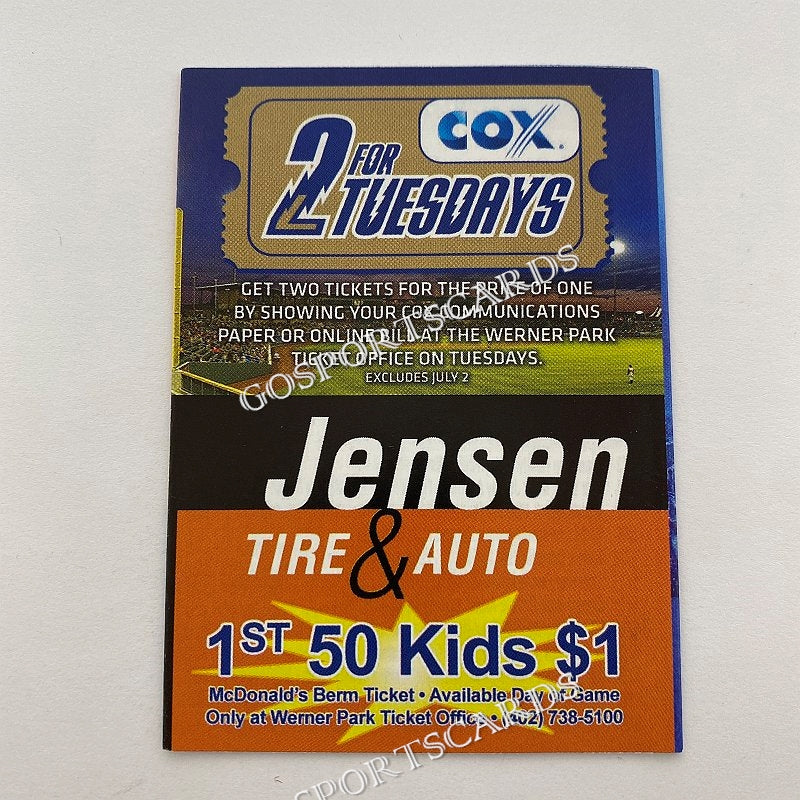 COX
2 FOR
TUESDAYS
GET TWO TICKETS FOR THE PRICE OF ONE
BY SHOWING YOUR COX COMMUNICATIONS
PAPER OR ONLINE BILL AT THE WERNER PARK
TICKET OFFICE ON TUESDAYS.
EXCLUDES JULY 2
GOSPORTSCARDS
Jensen
TIRE & AUTO
1ST 50 Kids $1
McDonald's Berm Ticket • Available Day of Game
Only at Werner Park Ticket Office • (402) 738-5100
OSPORTSCARDS